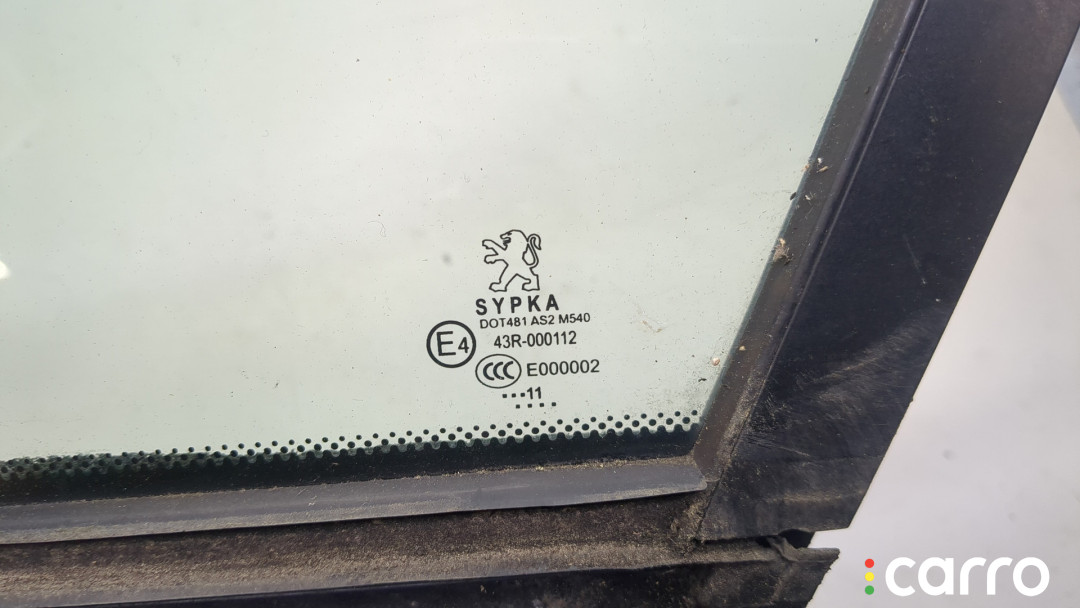 SYPKA
DOT481 AS2 M540
E4 43R-000112
CCC E000002
...11
....
carro